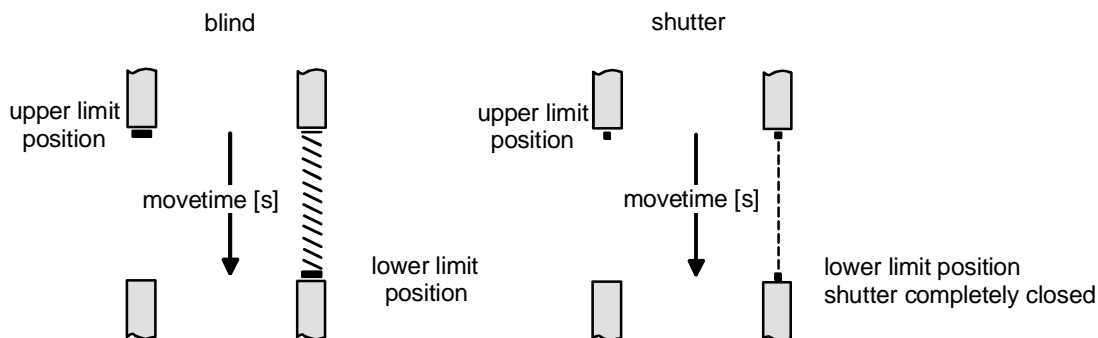 blind
upper limit
position
movetime [s]
lower limit
position
shutter
upper limit
position
movetime [s]
lower limit position
shutter completely closed